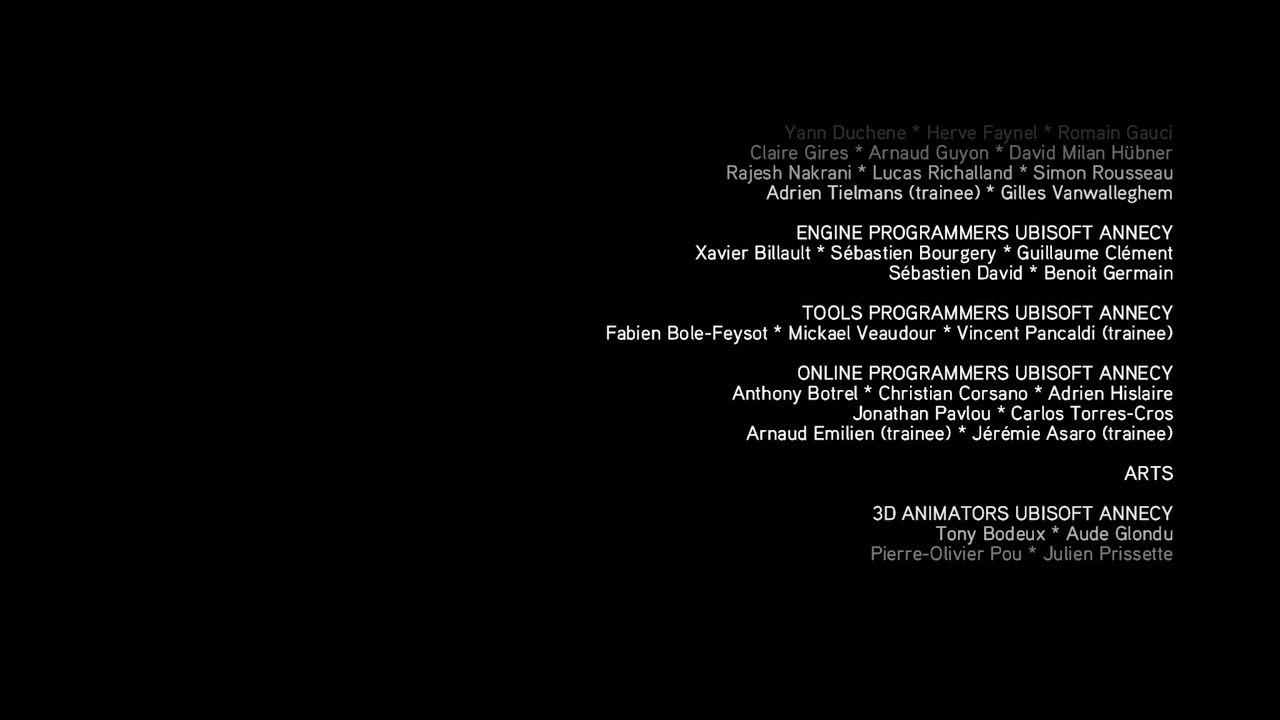 Yann Duchene * Herve Faynel * Romain Gauci
Claire Gires * Arnaud Guyon * David Milan Hübner
Rajesh Nakrani * Lucas Richalland * Simon Rousseau
Adrien Tielmans (trainee) * Gilles Vanwalleghem
ENGINE PROGRAMMERS UBISOFT ANNECY
Xavier Billault * Sébastien Bourgery * Guillaume Clément
Sébastien David * Benoit Germain
TOOLS PROGRAMMERS UBISOFT ANNECY
Fabien Bole-Feysot * Mickael Veaudour * Vincent Pancaldi (trainee)
ONLINE PROGRAMMERS UBISOFT ANNECY
Anthony Botrel * Christian Corsano * Adrien Hislaire
Jonathan Pavlou * Carlos Torres-Cros
Arnaud Emilien (trainee) * Jérémie Asaro (trainee)
ARTS
3D ANIMATORS UBISOFT ANNECY
Tony Bodeux * Aude Glondu
Pierre-Olivier Pou * Julien Prissette